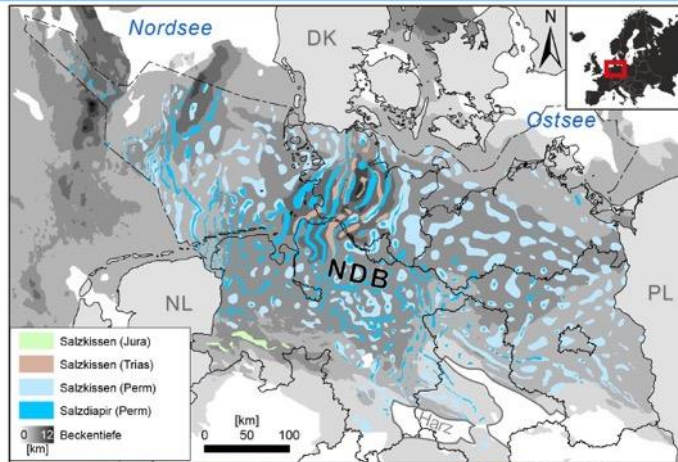 Nordsee
DK
N
Ostsee
NDB
NL
PL
Harz
Salzkissen (Jura)
Salzkissen (Trias)
Salzkissen (Perm)
Salzdiapir (Perm)
0 12 Beckentiefe
[km]
[km]
0 50 100